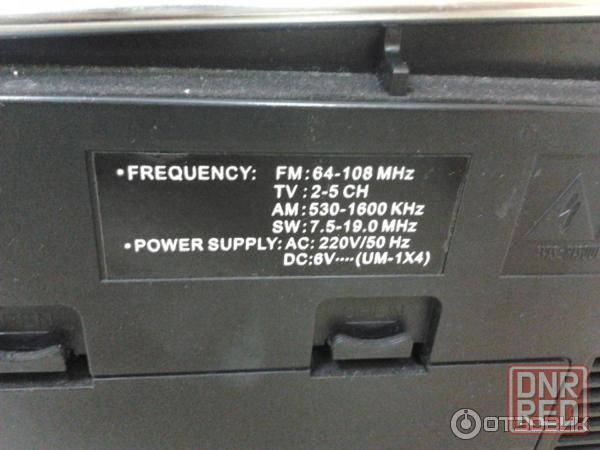 •FREQUENCY: FM:64-108 MHz
TV : 2-5 CH
AM:530-1600 KHz
SW:7.5-19.0 MHz
•POWER SUPPLY: AC: 220V/50 Hz
DC:6V····(UM-1X4)
DNR
RED
ОТЗОВИК